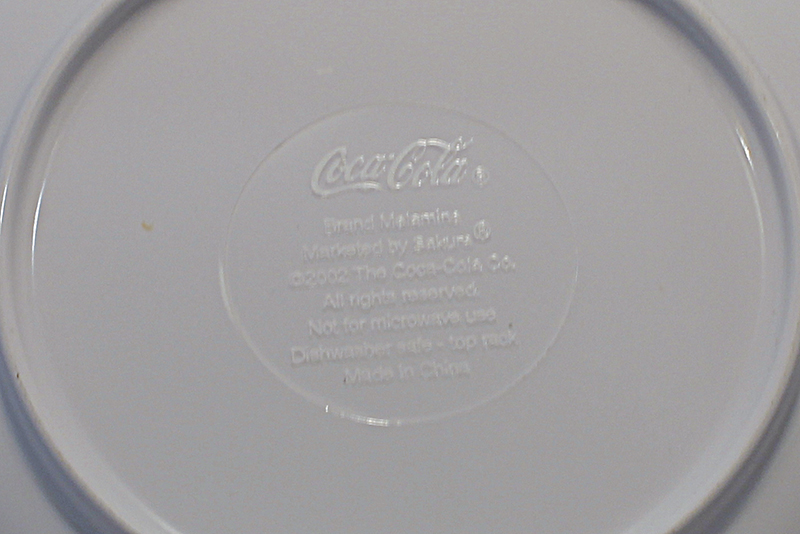 Coca-Cola®
Brand Melamine
Marketed by Sakura®
©2002 The Coca-Cola Co.
All rights reserved.
Not for microwave use
Dishwasher safe - top rack
Made in China